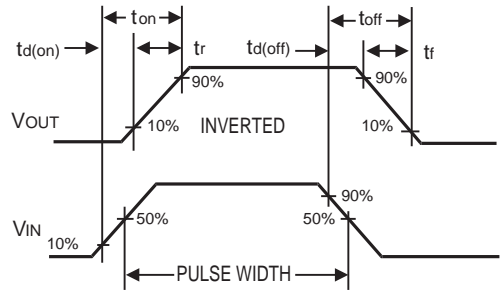 ton
toff
td(on)
tr
td(off)
tf
90%
90%
VOUT
10%
INVERTED
10%
90%
VIN
50%
50%
10%
PULSE WIDTH